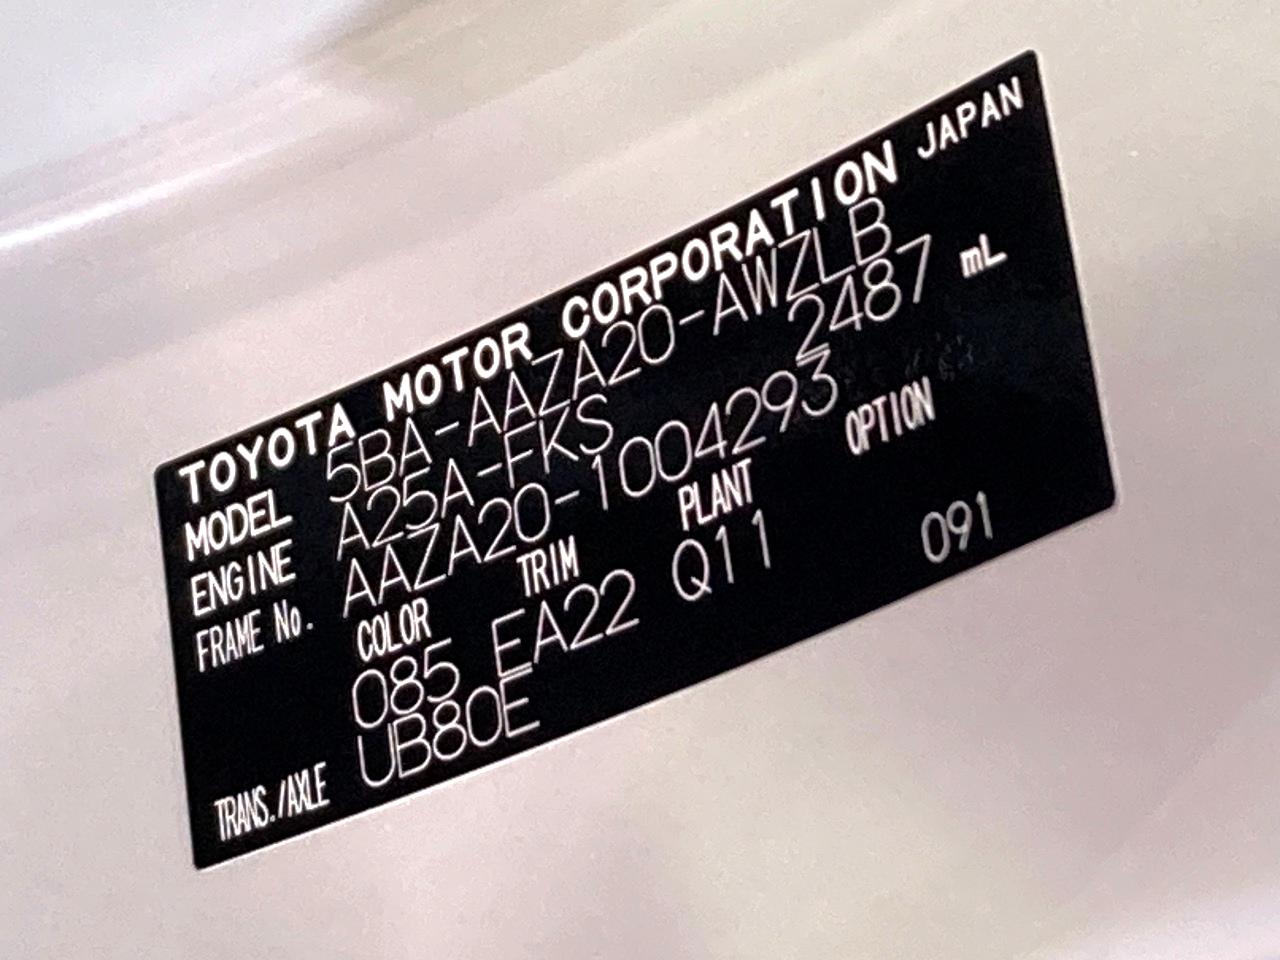 TOYOTA MOTOR CORPORATION JAPAN
MODEL 5BA-AAZA20-AWZLB
ENGINE A25A-FKS 2487 mL
FRAME No. AAZA20-1004293
COLOR TRIM PLANT OPTION
085 EA22 Q11 091
TRANS./AXLE UB80E